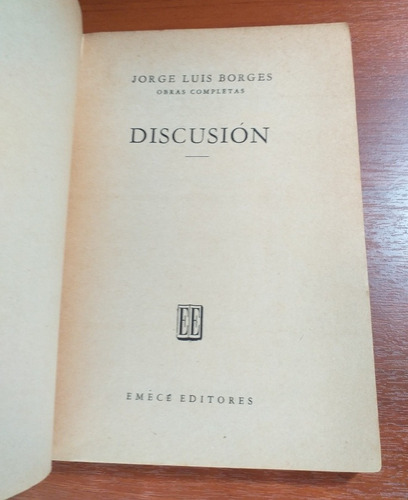 JORGE LUIS BORGES
OBRAS COMPLETAS
DISCUSIÓN
EE
EMECÉ EDITORES